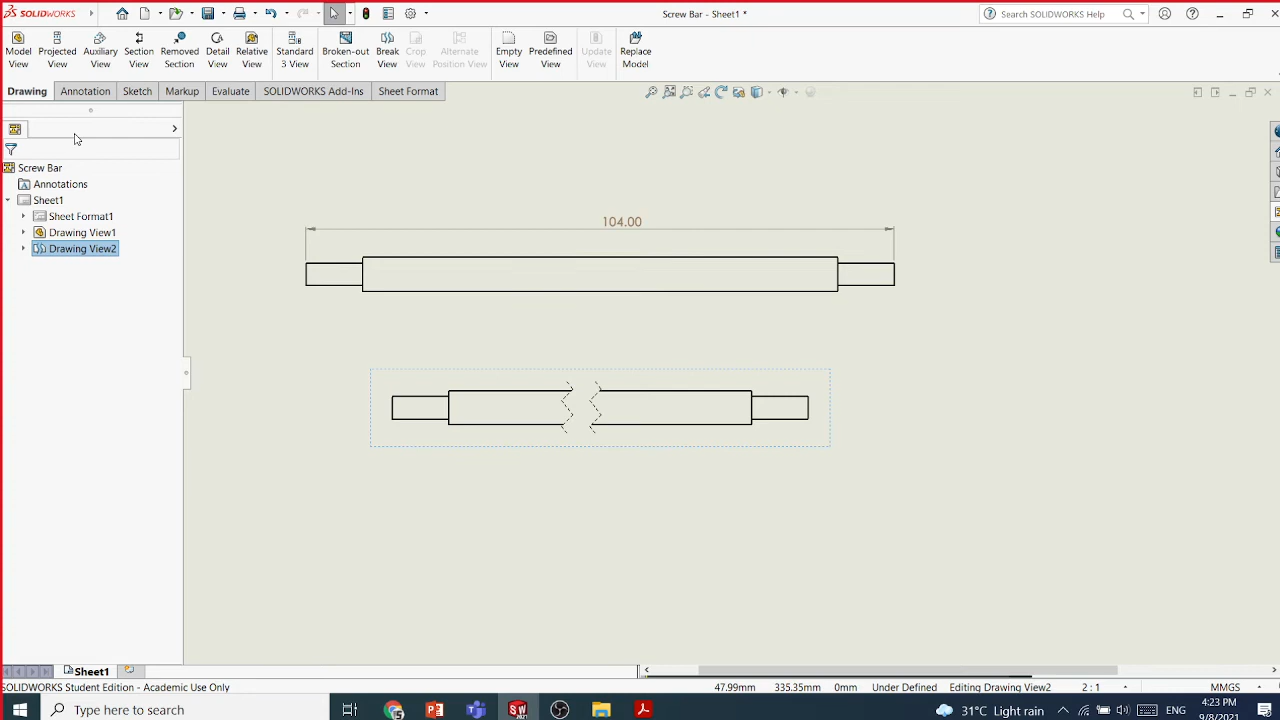 SOLIDWORKS
Screw Bar - Sheet1 *
Search SOLIDWORKS Help
Model View
Projected View
Auxiliary View
Section View
Removed Section
Detail View
Relative View
Standard 3 View
Broken-out Section
Break View
Crop View
Alternate Position View
Empty View
Predefined View
Update View
Replace Model
Drawing
Annotation
Sketch
Markup
Evaluate
SOLIDWORKS Add-Ins
Sheet Format
Screw Bar
Annotations
Sheet1
Sheet Format1
Drawing View1
Drawing View2
104.00
Sheet1
SOLIDWORKS Student Edition - Academic Use Only
47.99mm
335.35mm
0mm
Under Defined
Editing Drawing View2
2 : 1
MMGS
Type here to search
31°C Light rain
ENG
4:23 PM
9/08/2021